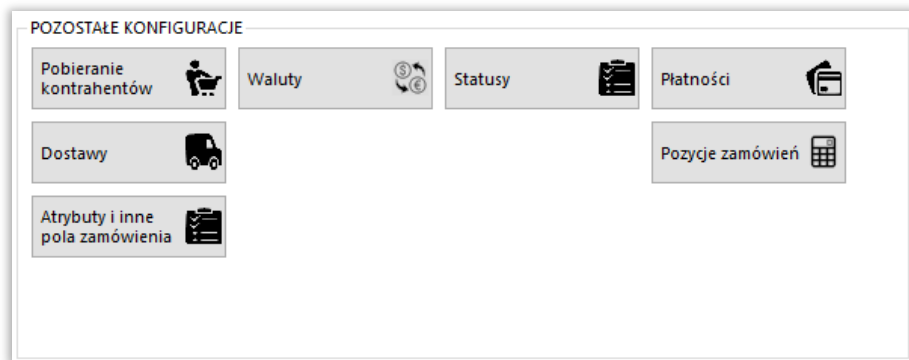 POZOSTAŁE KONFIGURACJE
Pobieranie
kontrahentów
Waluty
Statusy
Płatności
Dostawy
Pozycje zamówień
Atrybuty i inne
pola zamówienia